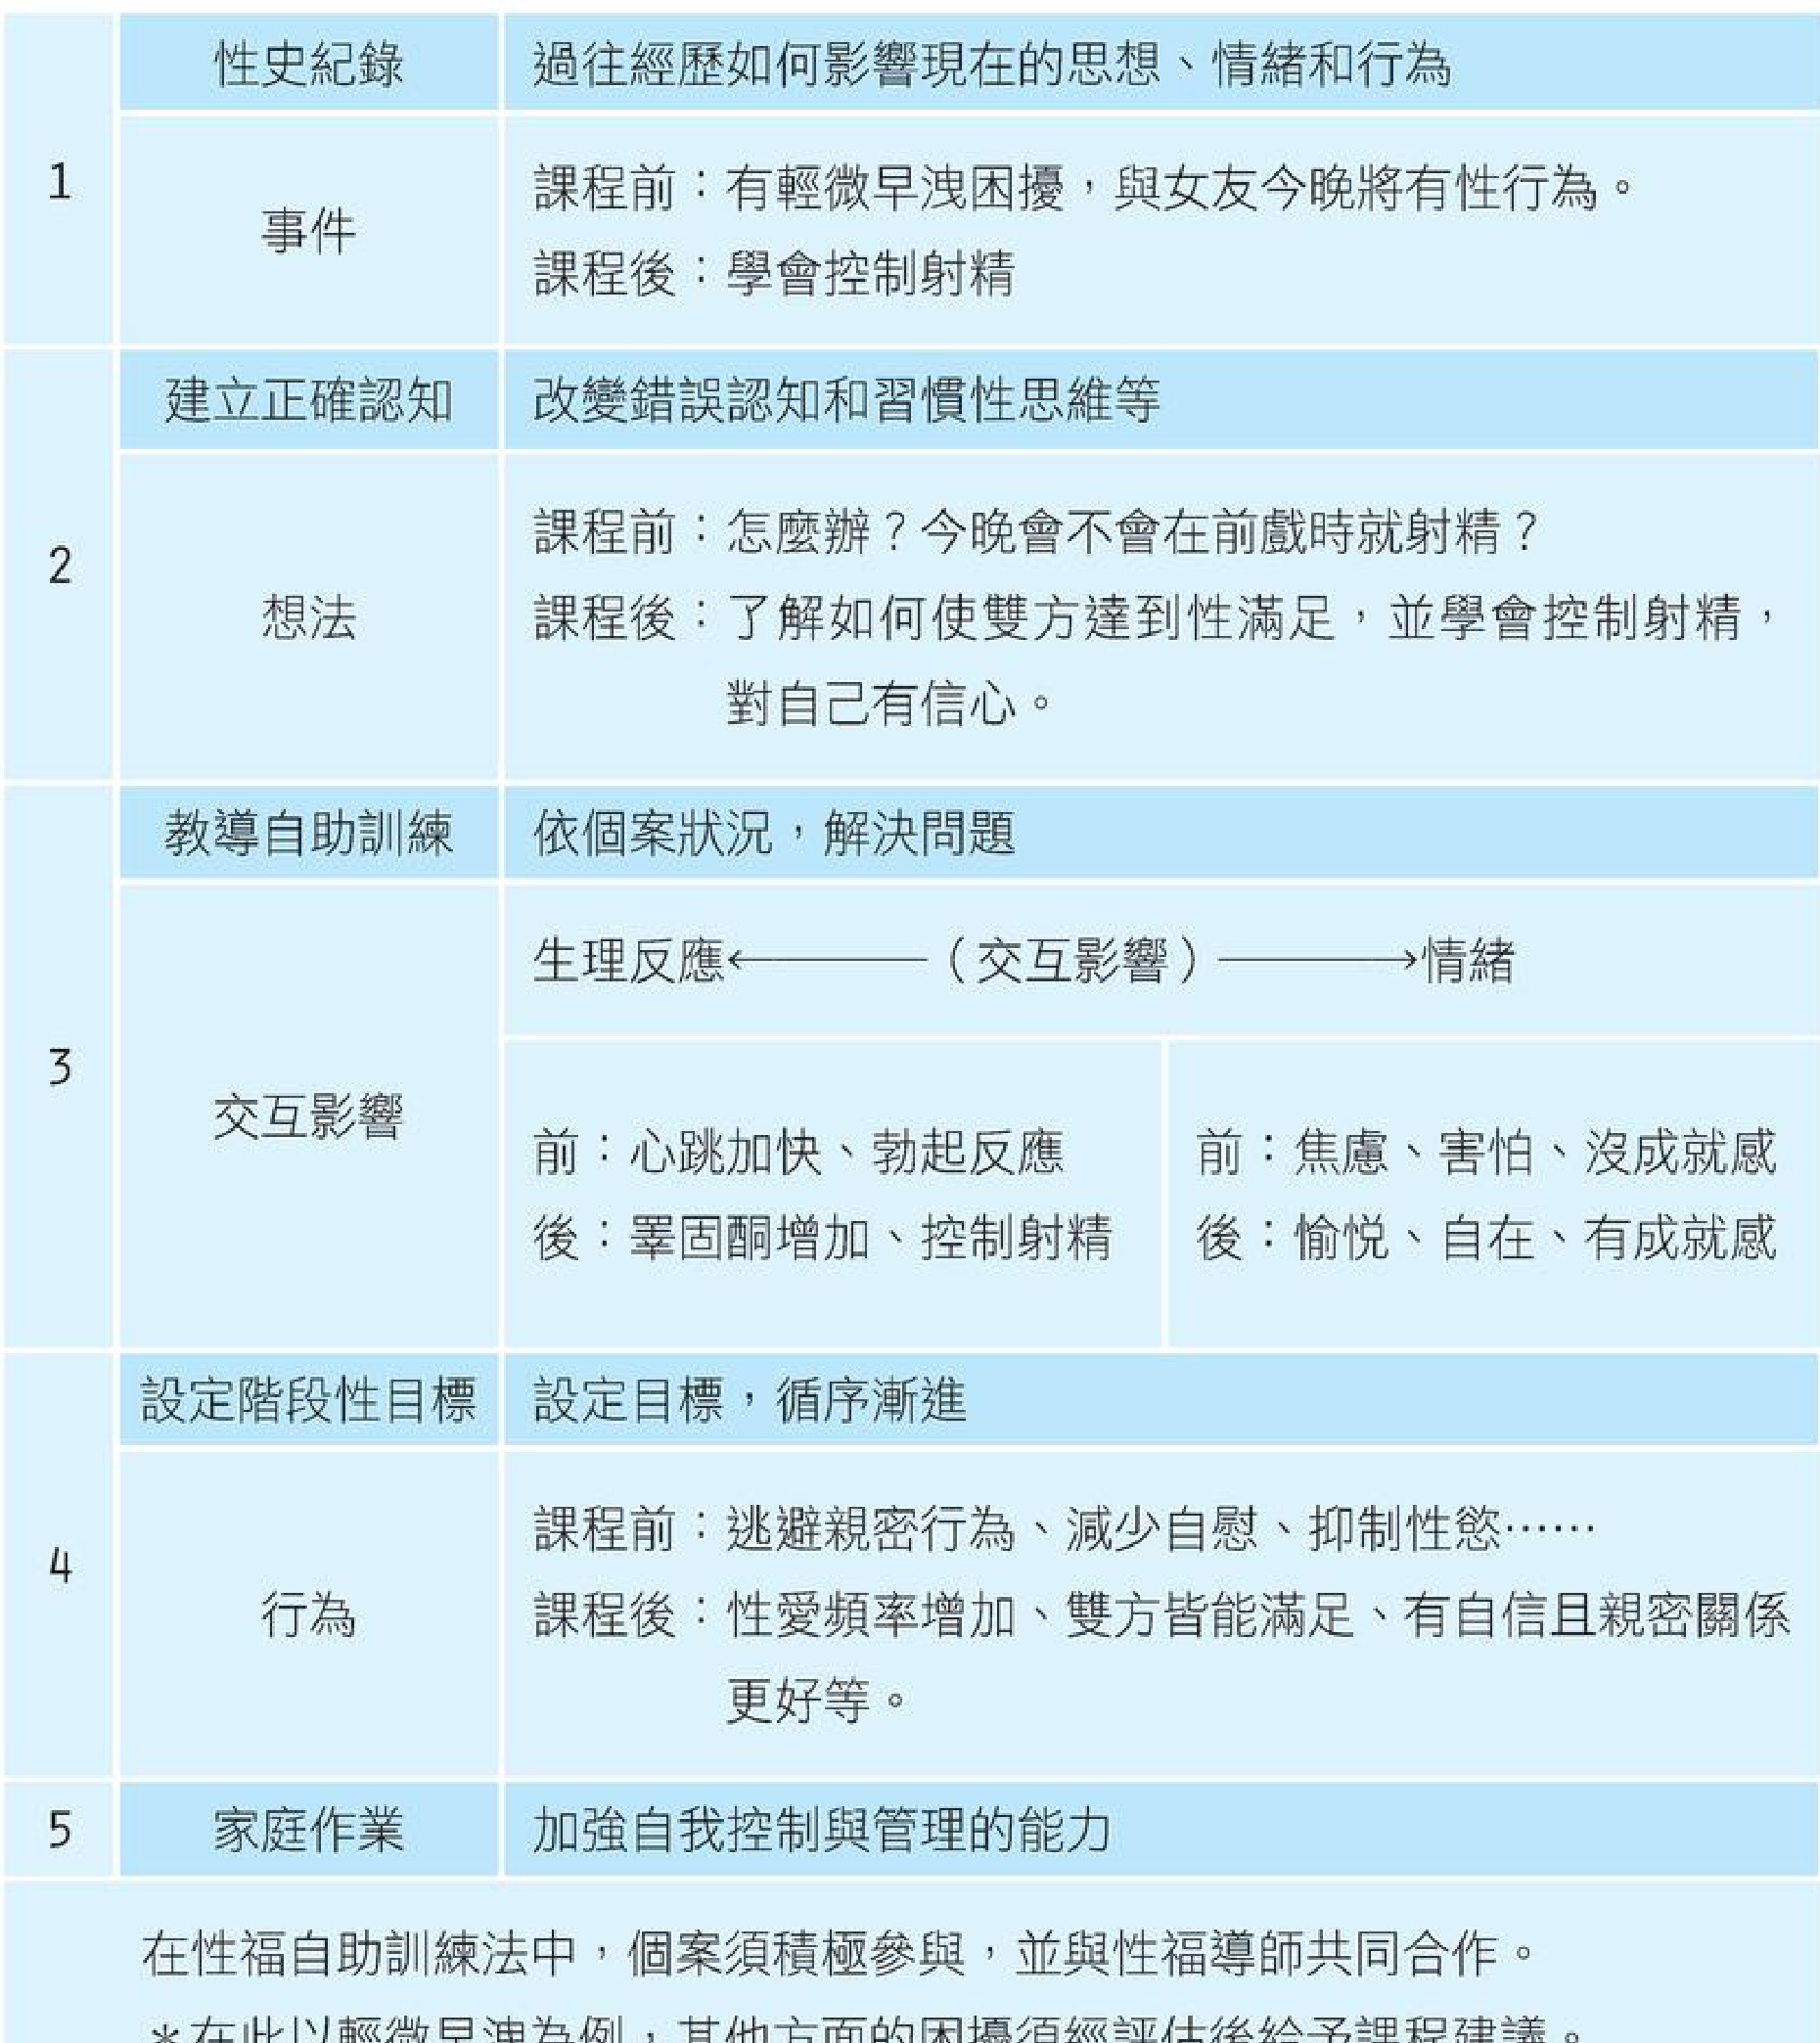 性史紀錄 過往經歷如何影響現在的思想、情緒和行為
1
事件
課程前：有輕微早洩困擾，與女友今晚將有性行為。
課程後：學會控制射精
建立正確認知 改變錯誤認知和習慣性思維等
2
想法
課程前：怎麼辦？今晚會不會在前戲時就射精？
課程後：了解如何使雙方達到性滿足，並學會控制射精，
對自己有信心。
教導自助訓練 依個案狀況，解決問題
3
交互影響
生理反應←（交互影響）→情緒
前：心跳加快、勃起反應
後：睪固酮增加、控制射精
前：焦慮、害怕、沒成就感
後：愉悅、自在、有成就感
設定階段性目標 設定目標，循序漸進
4
行為
課程前：逃避親密行為、減少自慰、抑制性慾……
課程後：性愛頻率增加、雙方皆能滿足、有自信且親密關係
更好等。
5 家庭作業 加強自我控制與管理的能力
在性福自助訓練法中，個案須積極參與，並與性福導師共同合作。
＊在此以輕微早洩為例，其他方面的困擾須經評估後給予課程建議。